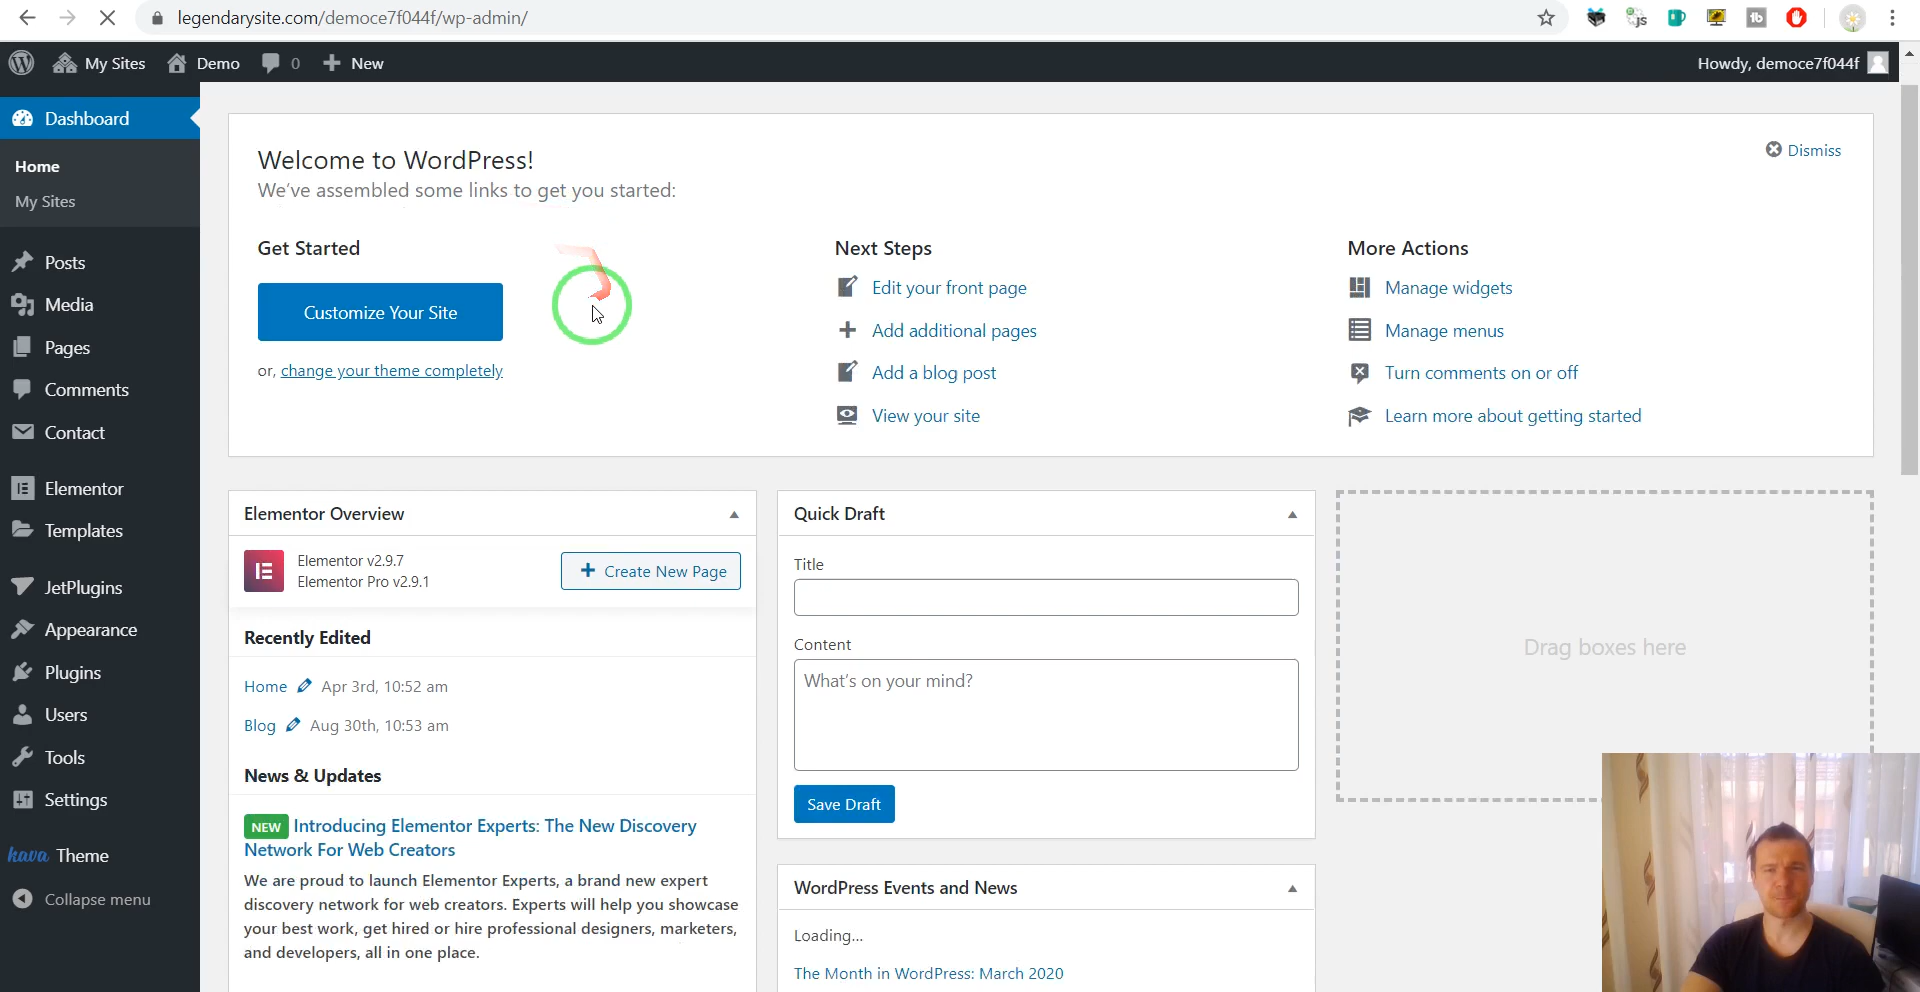 legendarysite.com/democe7f044f/wp-admin/
My Sites
Demo
0
New
Howdy, democe7f044f
Dashboard
Home
My Sites
Posts
Media
Pages
Comments
Contact
Elementor
Templates
JetPlugins
Appearance
Plugins
Users
Tools
Settings
kava Theme
Collapse menu
Welcome to WordPress!
We've assembled some links to get you started:
Dismiss
Get Started
Customize Your Site
or, change your theme completely
Next Steps
Edit your front page
Add additional pages
Add a blog post
View your site
More Actions
Manage widgets
Manage menus
Turn comments on or off
Learn more about getting started
Elementor Overview
Elementor v2.9.7
Elementor Pro v2.9.1
Create New Page
Recently Edited
Home Apr 3rd, 10:52 am
Blog Aug 30th, 10:53 am
News & Updates
NEW Introducing Elementor Experts: The New Discovery
Network For Web Creators
We are proud to launch Elementor Experts, a brand new expert
discovery network for web creators. Experts will help you showcase
your best work, get hired or hire professional designers, marketers,
and developers, all in one place.
Quick Draft
Title
Content
What's on your mind?
Save Draft
WordPress Events and News
Loading...
The Month in WordPress: March 2020
Drag boxes here